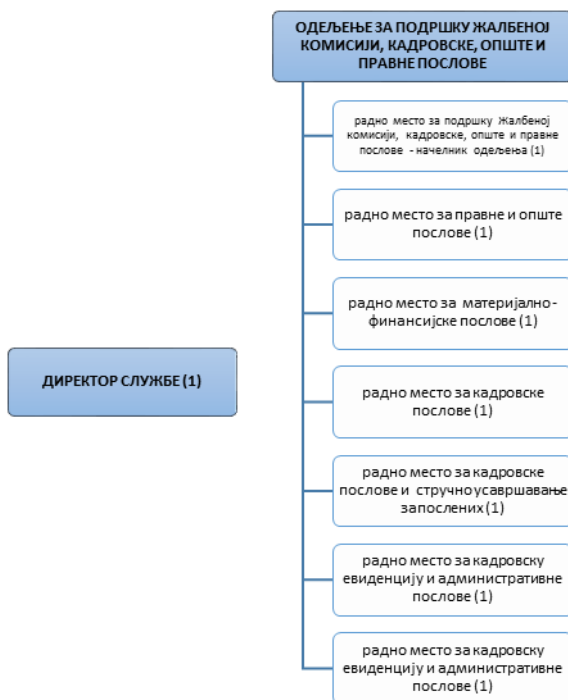 ОДЕЉЕЊЕ ЗА ПОДРШКУ ЖАЛБЕНОЈ
КОМИСИЈИ, КАДРОВСКЕ, ОПШТЕ И
ПРАВНЕ ПОСЛОВЕ
радно место за подршку Жалбеној
комисији, кадровске, опште и правне
послове - начелник одељења (1)
радно место за правне и опште
послове (1)
радно место за материјално-
финансијске послове (1)
ДИРЕКТОР СЛУЖБЕ (1)
радно место за кадровске
послове (1)
радно место за кадровске
послове и стручно усавршавање
запослених (1)
радно место за кадровску
евиденцију и административне
послове (1)
радно место за кадровску
евиденцију и административне
послове (1)